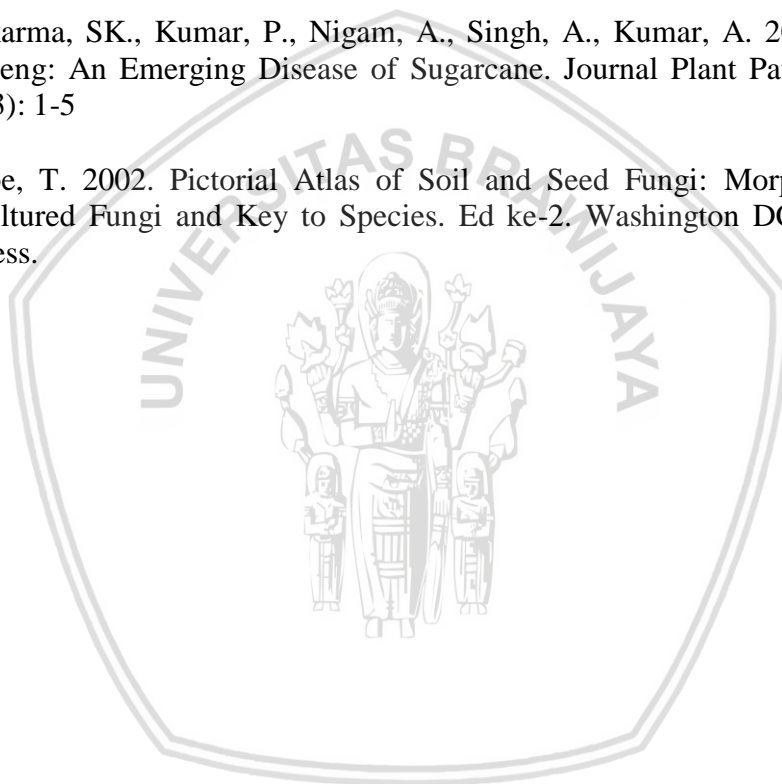 arma, SK., Kumar, P., Nigam, A., Singh, A., Kumar, A. 2
eng: An Emerging Disease of Sugarcane. Journal Plant Pa
3): 1-5
e, T. 2002. Pictorial Atlas of Soil and Seed Fungi: Morp
ltured Fungi and Key to Species. Ed ke-2. Washington DC
ess.
UNIVERSITAS BRAWIJAYA